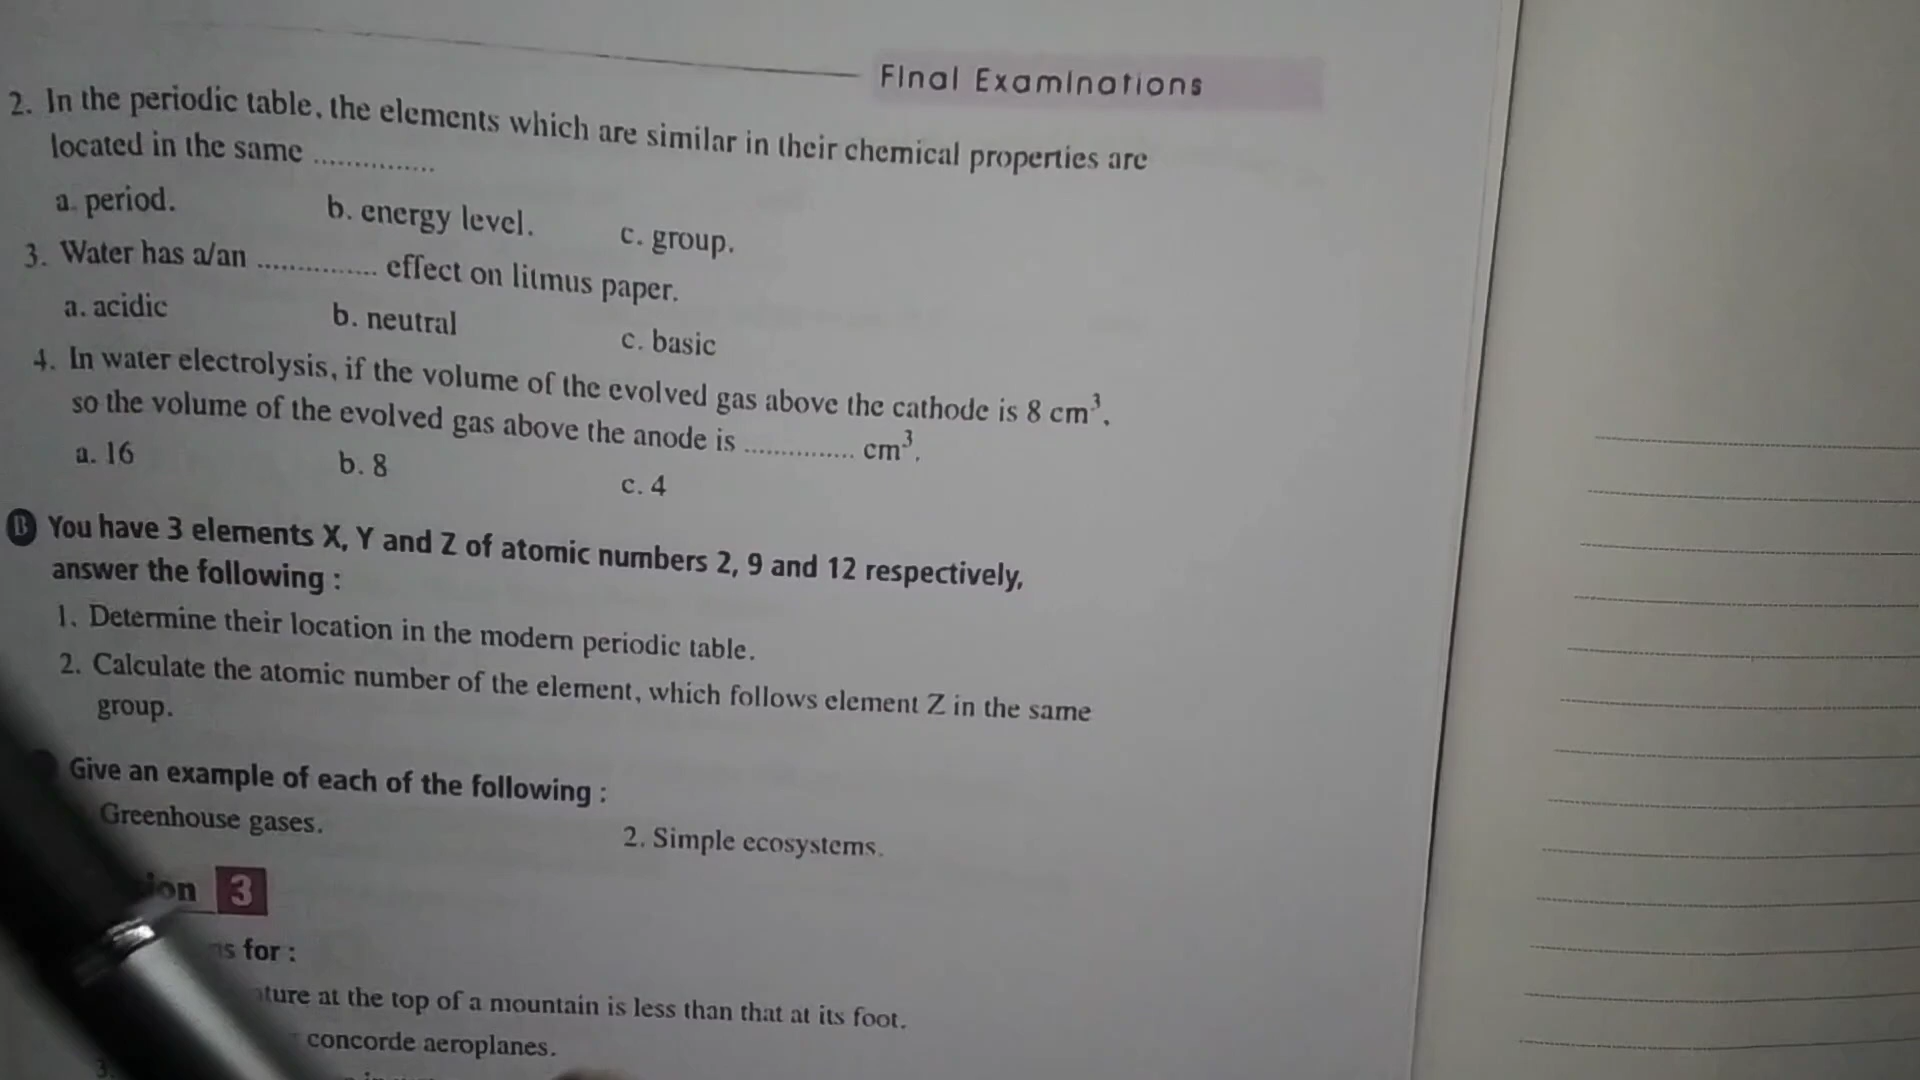 Final Examinations
2. In the periodic table, the elements which are similar in their chemical properties are
located in the same ..............
a. period. b. energy level. c. group.
3. Water has a/an .............. effect on litmus paper.
a. acidic b. neutral c. basic
4. In water electrolysis, if the volume of the evolved gas above the cathode is 8 cm³,
so the volume of the evolved gas above the anode is .............. cm³.
a. 16 b. 8 c. 4
B You have 3 elements X, Y and Z of atomic numbers 2, 9 and 12 respectively,
answer the following :
1. Determine their location in the modern periodic table.
2. Calculate the atomic number of the element, which follows element Z in the same
group.
Give an example of each of the following :
Greenhouse gases. 2. Simple ecosystems.
3
for :
at the top of a mountain is less than that at its foot.
concorde aeroplanes.
3.